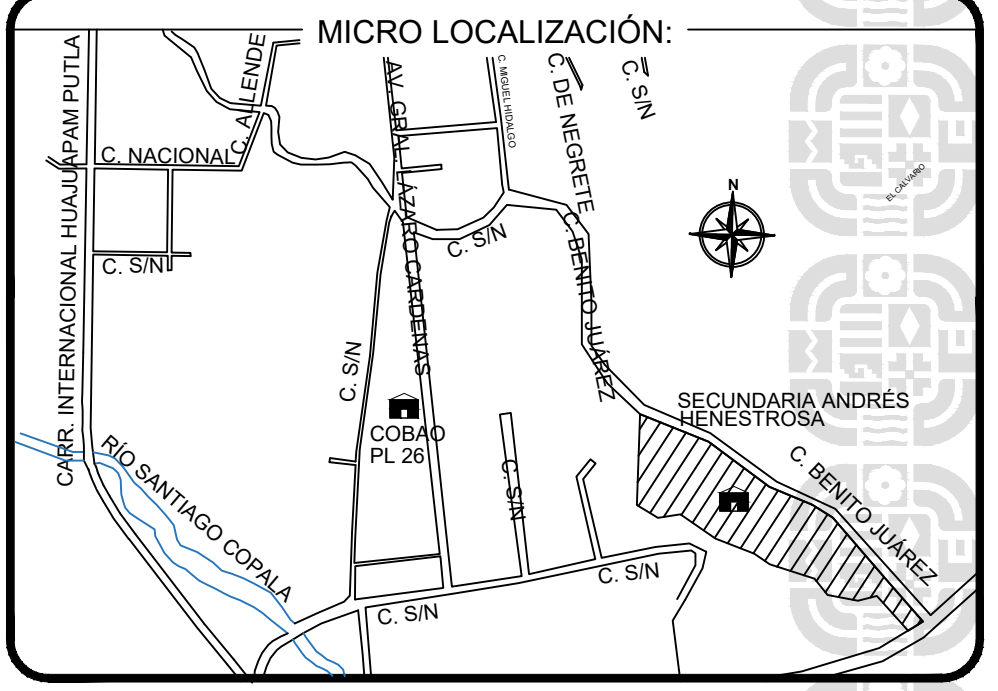 MICRO LOCALIZACIÓN:
CARR. INTERNACIONAL HUAJUAPAM PUTLA
C. ALLENDE
AV. GRAL. LÁZARO CARDENAS
C. MIGUEL HIDALGO
C. DE NEGRETE
C. S/N
C. NACIONAL
EL CALVARIO
N
C. S/N
C. S/N
C. BENITO JUÁREZ
C. S/N
COBAO
PL 26
SECUNDARIA ANDRÉS
HENESTROSA
RÍO SANTIAGO COPALA
C. S/N
C. BENITO JUÁREZ
C. S/N
C. S/N